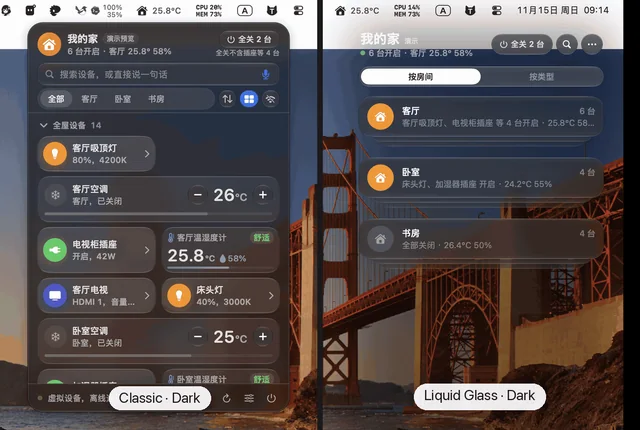 100%
35%
25.8°C
CPU 20%
MEM 73%
A
我的家 演示预览
6 台开启 · 客厅 25.8° 58%
全关 2 台
全关不含插座等 4 台
搜索设备，或直接说一句话
全部
客厅
卧室
书房
全屋设备 14
客厅吸顶灯
80%，4200K
客厅空调
客厅，已关闭
26°C
电视柜插座
开启，42W
客厅温湿度计
舒适
25.8°C
58%
客厅电视
HDMI 1，音量...
床头灯
40%，3000K
卧室空调
卧室，已关闭
25°C
卧室温湿度计
舒适
虚拟设备，离线
Classic · Dark
25.8°C
CPU 14%
MEM 73%
A
11月15日 周日 09:14
我的家 演示
6 台开启 · 客厅 25.8° 58%
全关 2 台
按房间
按类型
客厅
6 台
客厅吸顶灯、电视柜插座 等 4 台开启 · 25.8°C 58...
卧室
4 台
床头灯、加湿器插座 开启 · 24.2°C 55%
书房
4 台
全部关闭 · 26.4°C 50%
Liquid Glass · Dark